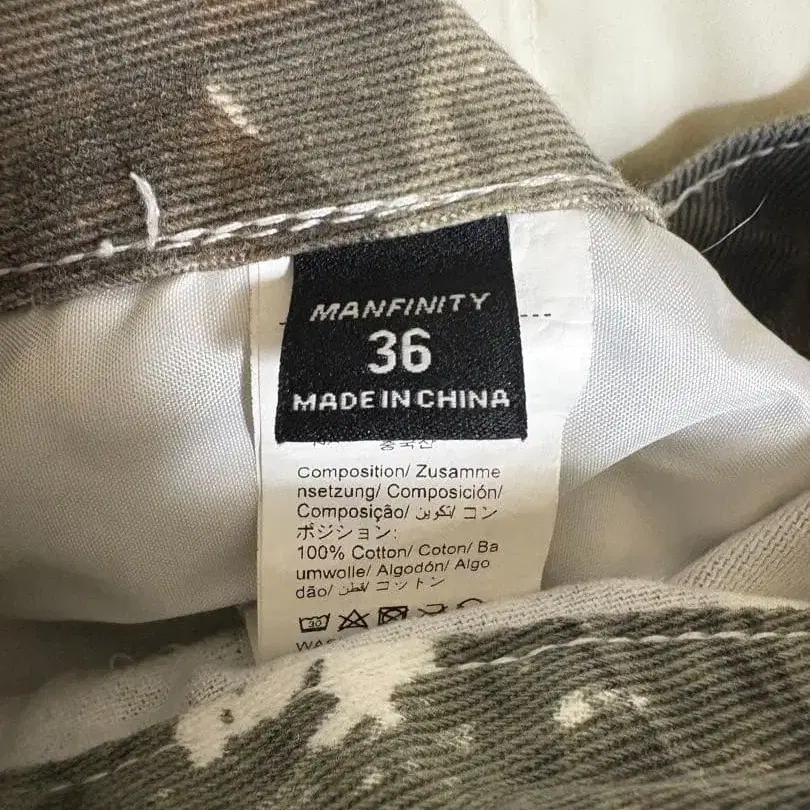 MANFINITY
36
MADE IN CHINA
Composition/ Zusamme
nsetzung/ Composición/
Composição/ تكوين/ コン
ポジション:
100% Cotton/ Coton/ Ba
umwolle/ Algodón/ Algo
dão/ قطن/ コットン
30